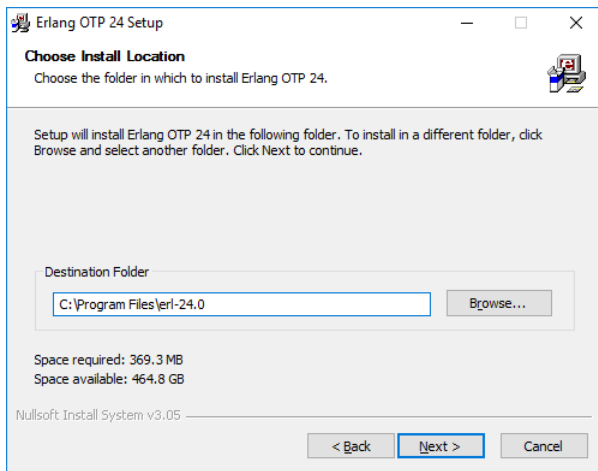 Erlang OTP 24 Setup
Choose Install Location
Choose the folder in which to install Erlang OTP 24.
Setup will install Erlang OTP 24 in the following folder. To install in a different folder, click
Browse and select another folder. Click Next to continue.
Destination Folder
C:\Program Files\erl-24.0
Browse...
Space required: 369.3 MB
Space available: 464.8 GB
Nullsoft Install System v3.05
< Back
Next >
Cancel